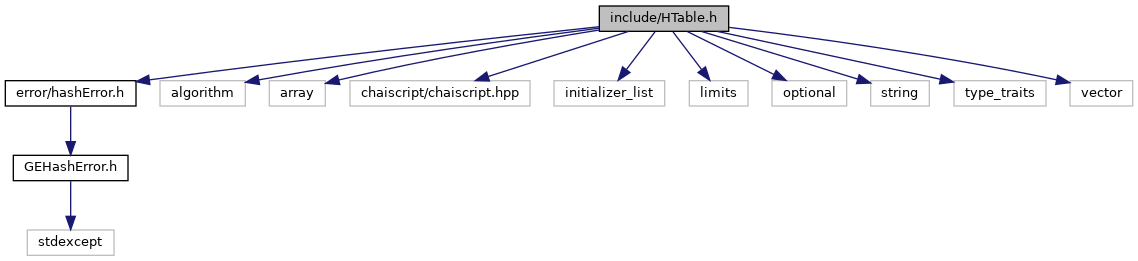 include/HTable.h
error/hashError.h
algorithm
array
chaiscript/chaiscript.hpp
initializer_list
limits
optional
string
type_traits
vector
GEHashError.h
stdexcept